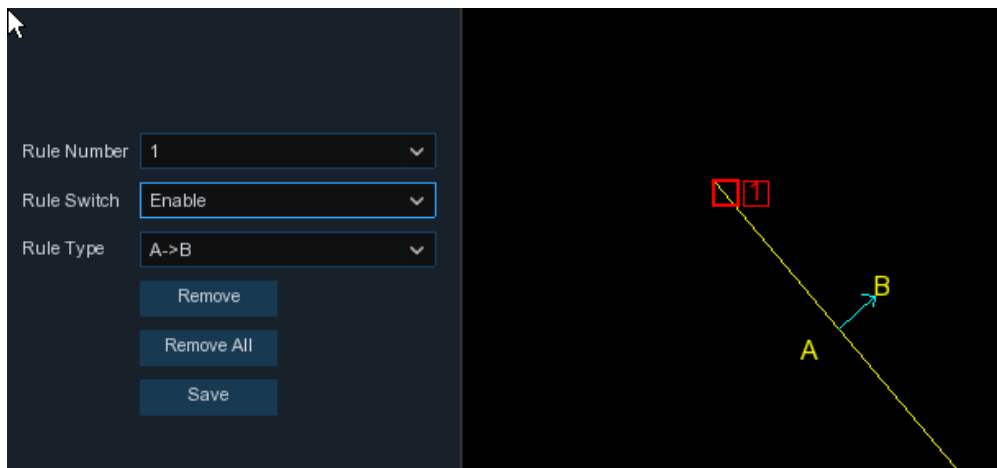 Rule Number 1
Rule Switch Enable
Rule Type A->B
Remove
Remove All
Save
1
B
A